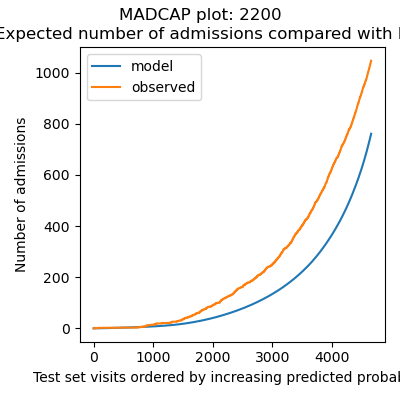 MADCAP plot: 2200
Expected number of admissions compared with
model
observed
1000
800
600
400
200
0
Number of admissions
0 1000 2000 3000 4000
Test set visits ordered by increasing predicted